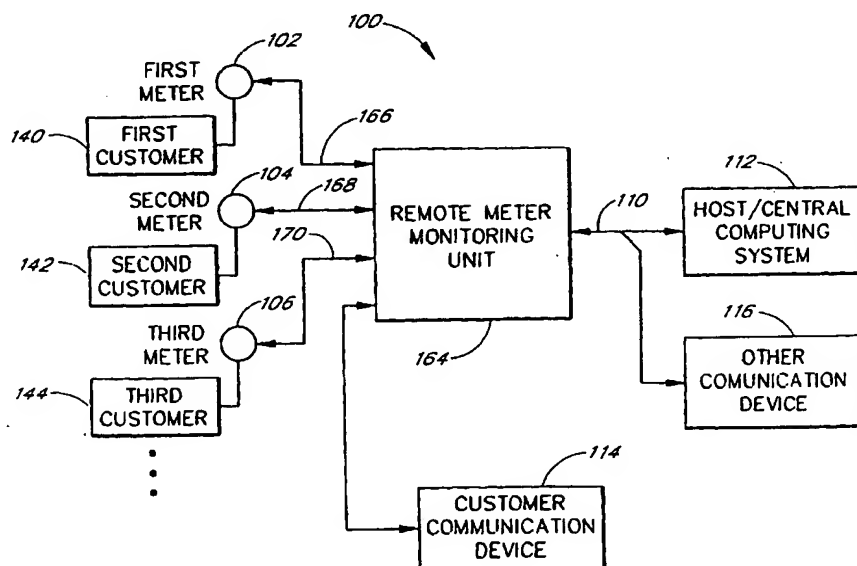 100
102
FIRST
METER
140
FIRST
CUSTOMER
166
104
168
SECOND
METER
170
142
SECOND
CUSTOMER
106
THIRD
METER
144
THIRD
CUSTOMER
REMOTE METER
MONITORING
UNIT
164
110
112
HOST/CENTRAL
COMPUTING
SYSTEM
116
OTHER
COMUNICATION
DEVICE
114
CUSTOMER
COMMUNICATION
DEVICE